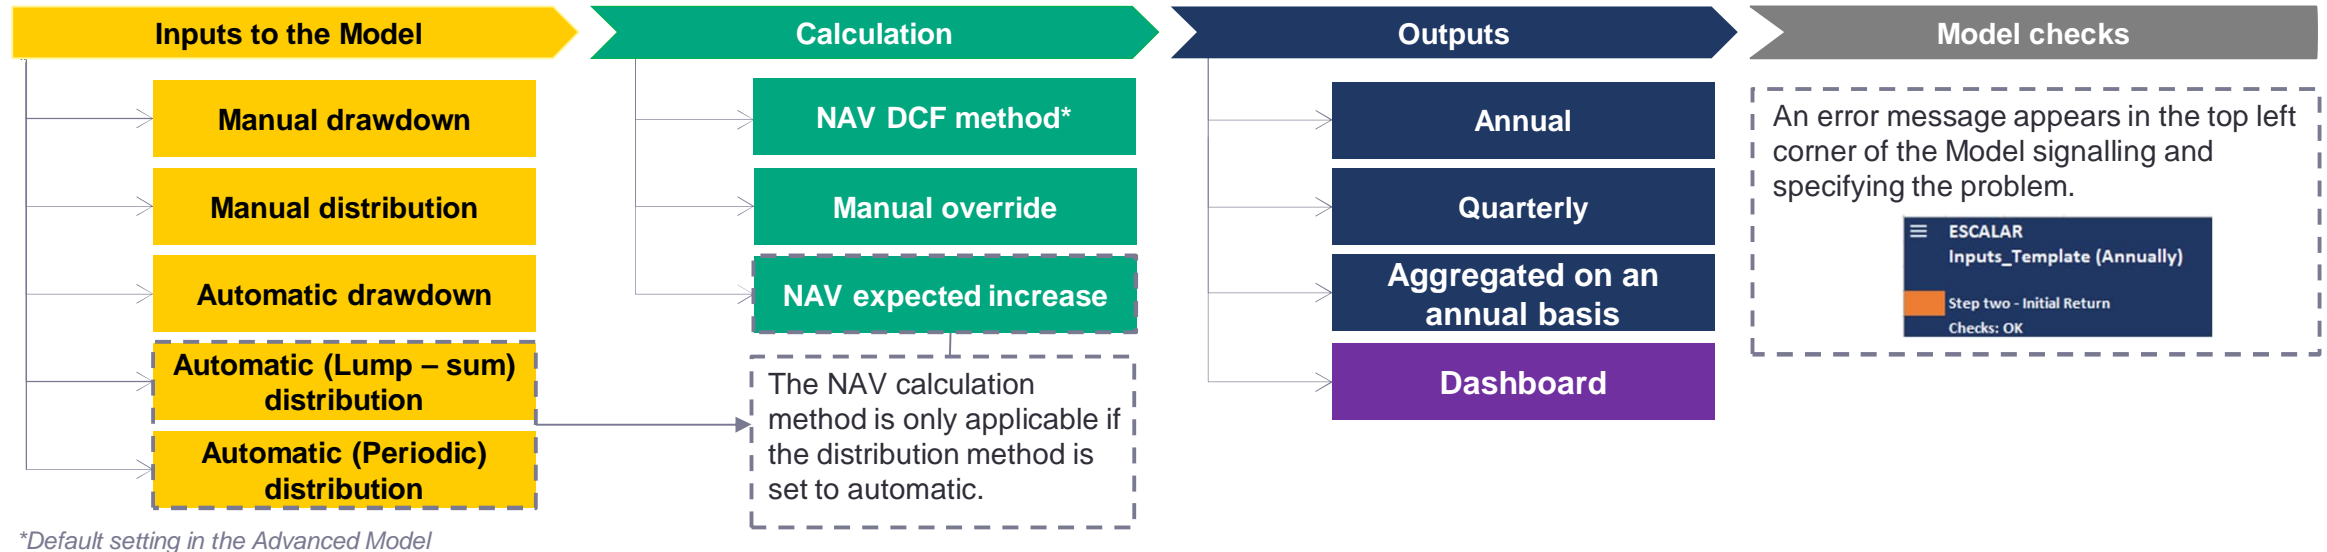 Inputs to the Model
Manual drawdown
Manual distribution
Automatic drawdown
Automatic (Lump – sum)
distribution
Automatic (Periodic)
distribution
*Default setting in the Advanced Model
Calculation
NAV DCF method*
Manual override
NAV expected increase
The NAV calculation
method is only applicable if
the distribution method is
set to automatic.
Outputs
Annual
Quarterly
Aggregated on an
annual basis
Dashboard
Model checks
An error message appears in the top left
corner of the Model signalling and
specifying the problem.
ESCALAR
Inputs_Template (Annually)
Step two - Initial Return
Checks: OK